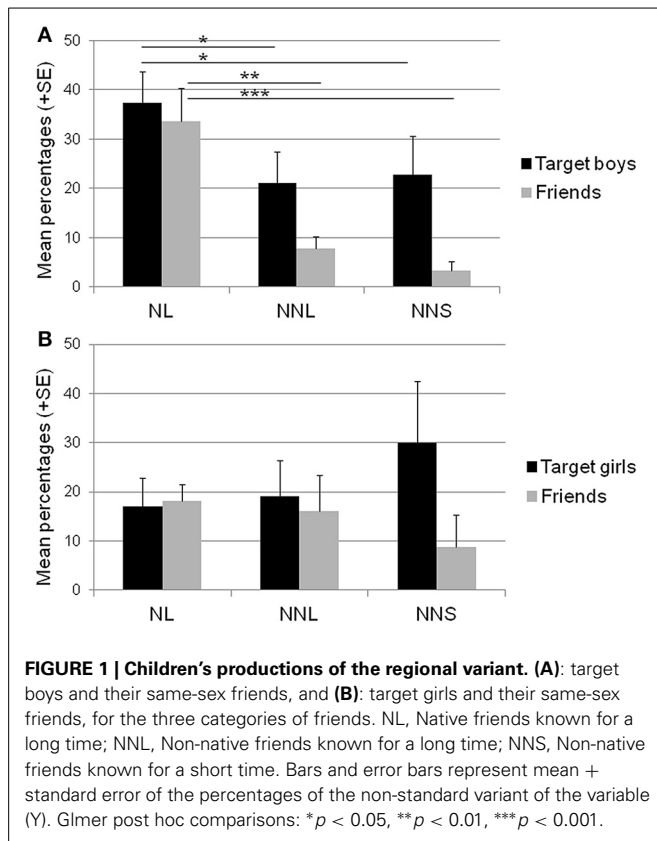 A
50
40
30
20
10
0
Mean percentages (+SE)
*
*
**
***
Target boys
Friends
NL NNL NNS
B
50
40
30
20
10
0
Mean percentages (+SE)
Target girls
Friends
NL NNL NNS
FIGURE 1 | Children's productions of the regional variant. (A): target
boys and their same-sex friends, and (B): target girls and their same-sex
friends, for the three categories of friends. NL, Native friends known for a
long time; NNL, Non-native friends known for a long time; NNS, Non-native
friends known for a short time. Bars and error bars represent mean +
standard error of the percentages of the non-standard variant of the variable
(Y). Glmer post hoc comparisons: *p < 0.05, **p < 0.01, ***p < 0.001.